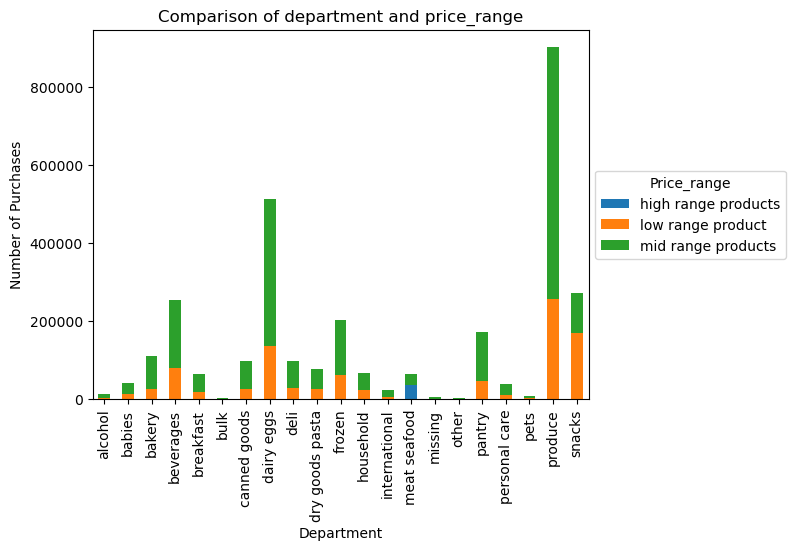 Comparison of department and price_range
Number of Purchases
800000
600000
400000
200000
0
alcohol
babies
bakery
beverages
breakfast
bulk
canned goods
dairy eggs
deli
dry goods pasta
frozen
household
international
meat seafood
missing
other
pantry
personal care
pets
produce
snacks
Department
Price_range
high range products
low range product
mid range products